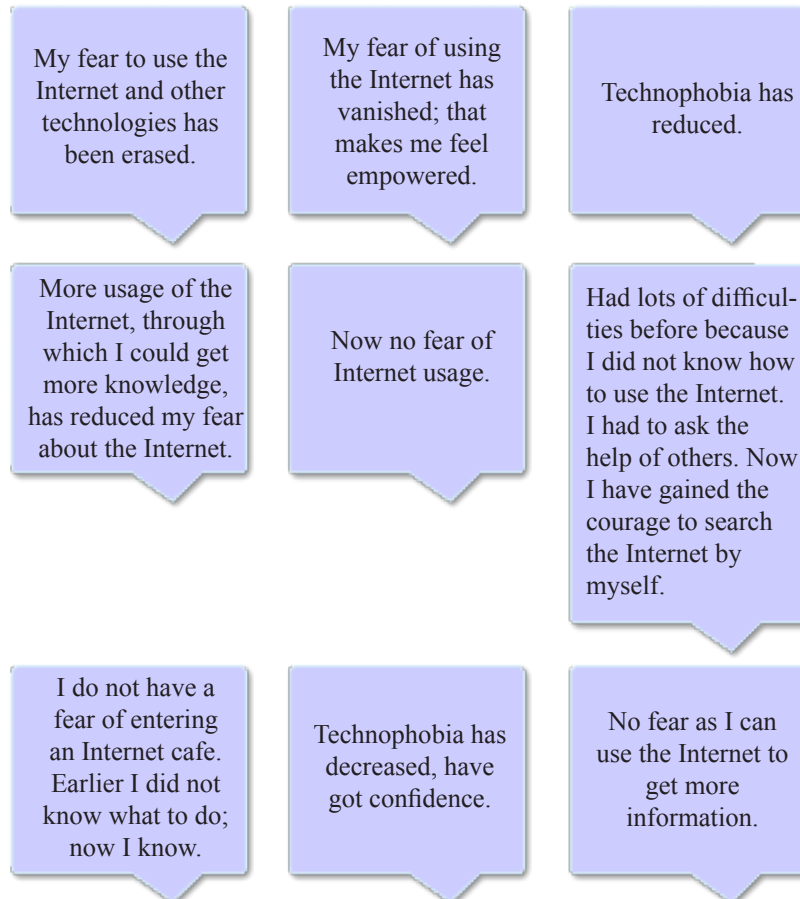 My fear to use the
Internet and other
technologies has
been erased.
My fear of using
the Internet has
vanished; that
makes me feel
empowered.
Technophobia has
reduced.
More usage of the
Internet, through
which I could get
more knowledge,
has reduced my fear
about the Internet.
Now no fear of
Internet usage.
Had lots of difficul-
ties before because
I did not know how
to use the Internet.
I had to ask the
help of others. Now
I have gained the
courage to search
the Internet by
myself.
I do not have a
fear of entering
an Internet cafe.
Earlier I did not
know what to do;
now I know.
Technophobia has
decreased, have
got confidence.
No fear as I can
use the Internet to
get more
information.